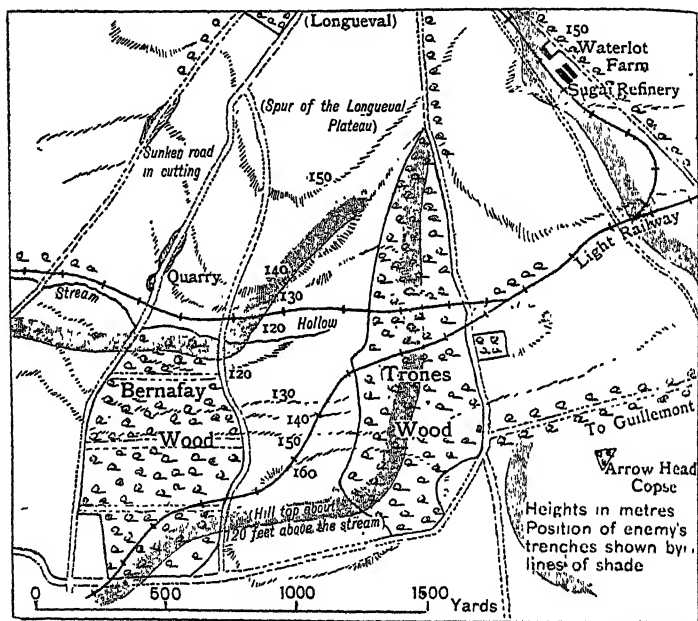 (Longueval)
150
Waterlot
Farm
Sugar Refinery
(Spur of the Longueval
Plateau)
Sunken road
in cutting
150
Light Railway
Quarry
140
130
Stream
120
Hollow
120
Bernafay
Wood
130
140
150
160
Trones
Wood
To Guillemont
Arrow Head
Copse
(Hill top about
120 feet above the stream)
Heights in metres
Position of enemy's
trenches shown by
lines of shade
0 500 1000 1500
Yards